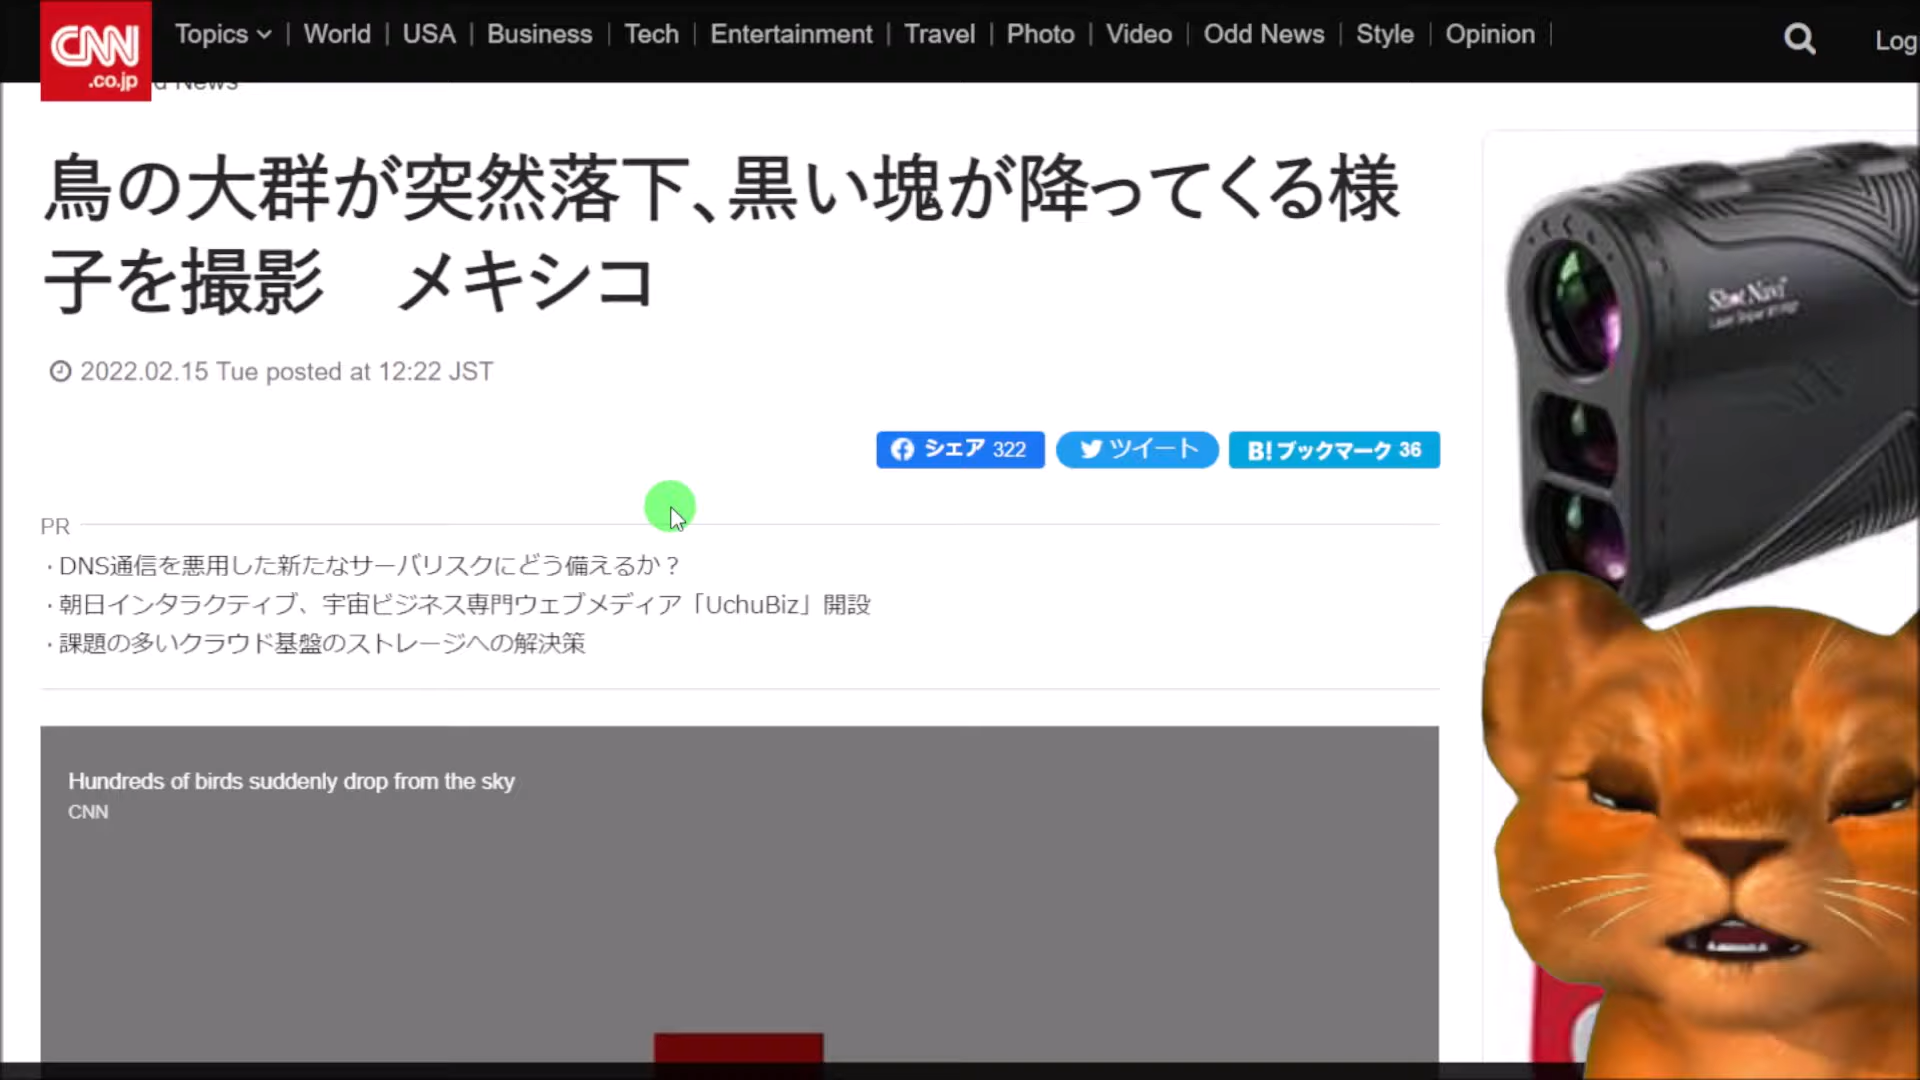 CNN
.co.jp
Topics | World | USA | Business | Tech | Entertainment | Travel | Photo | Video | Odd News | Style | Opinion |
Log
d News
鳥の大群が突然落下、黒い塊が降ってくる様
子を撮影　メキシコ
2022.02.15 Tue posted at 12:22 JST
シェア 322
ツイート
B! ブックマーク 36
PR
・DNS通信を悪用した新たなサーバリスクにどう備えるか？
・朝日インタラクティブ、宇宙ビジネス専門ウェブメディア「UchuBiz」開設
・課題の多いクラウド基盤のストレージへの解決策
Hundreds of birds suddenly drop from the sky
CNN
Shot Navi